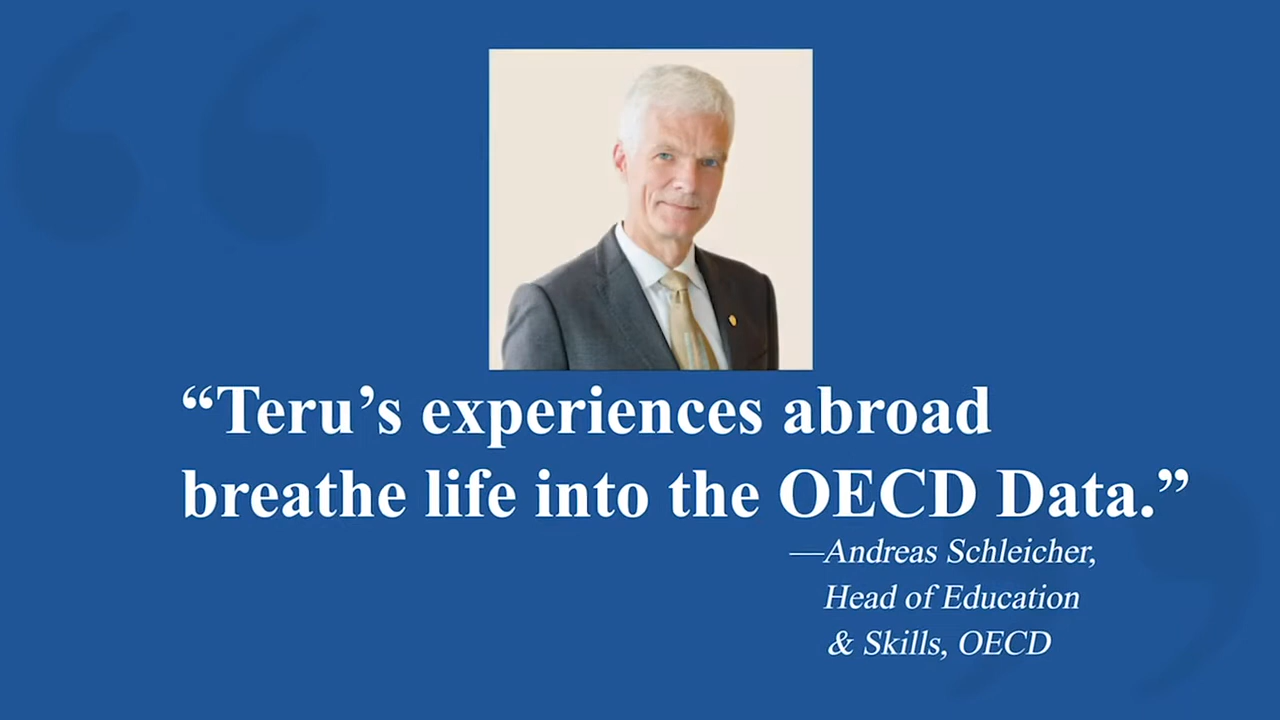 “Teru’s experiences abroad
breathe life into the OECD Data.”
—Andreas Schleicher,
Head of Education
& Skills, OECD